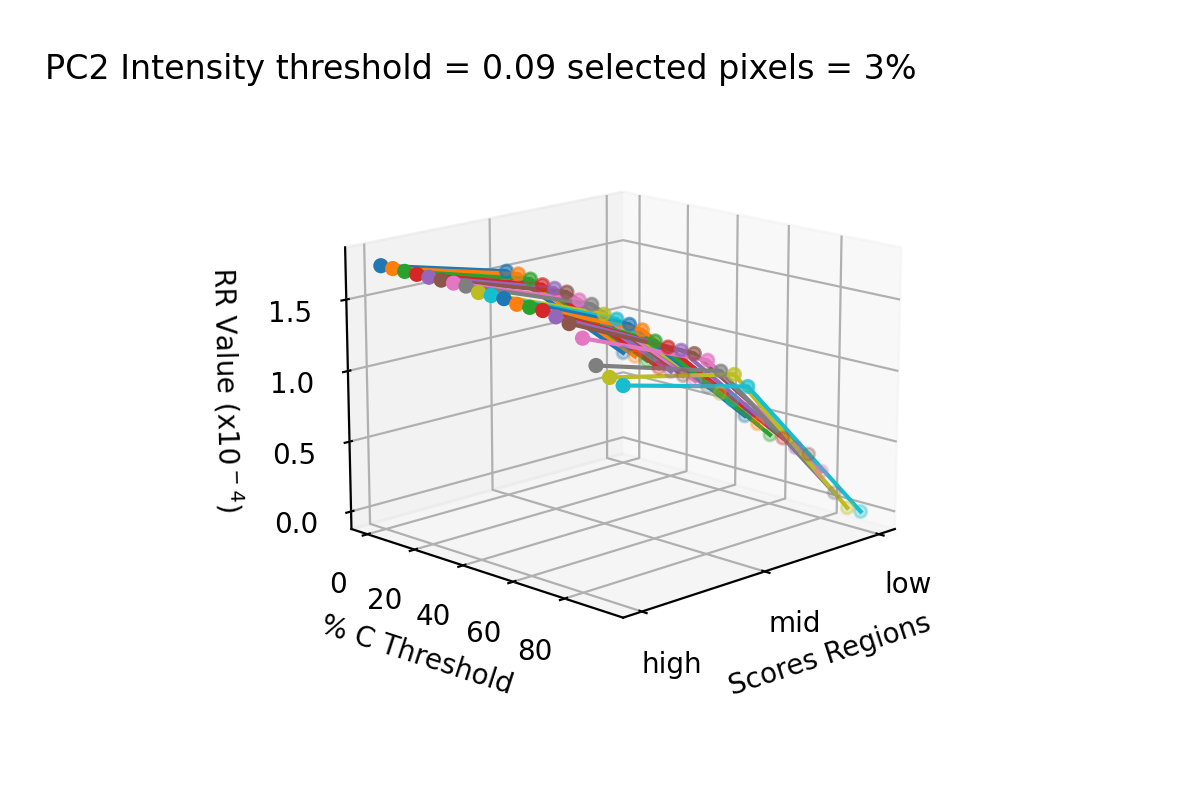 PC2 Intensity threshold = 0.09 selected pixels = 3%
RR Value (x10⁻⁴)
1.5
1.0
0.5
0.0
0
20
40
60
80
% C Threshold
low
mid
high
Scores Regions